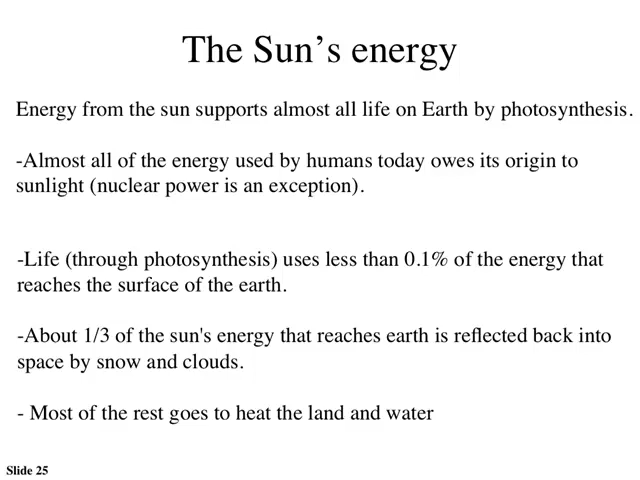 The Sun’s energy
Energy from the sun supports almost all life on Earth by photosynthesis.
-Almost all of the energy used by humans today owes its origin to
sunlight (nuclear power is an exception).
-Life (through photosynthesis) uses less than 0.1% of the energy that
reaches the surface of the earth.
-About 1/3 of the sun's energy that reaches earth is reflected back into
space by snow and clouds.
- Most of the rest goes to heat the land and water
Slide 25